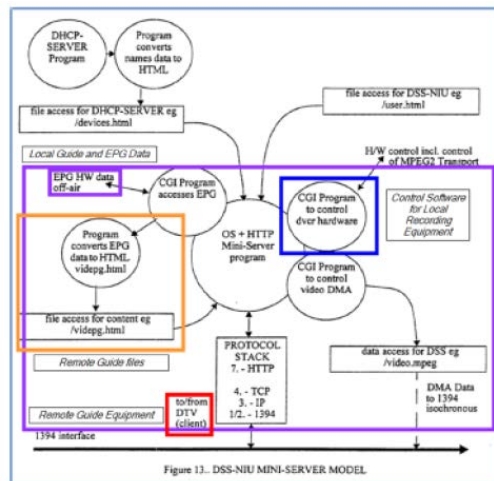 DHCP-
SERVER
Program
Program
converts
names data to
HTML
file access for DHCP-SERVER eg
/devices.html
file access for DSS-NIU eg
/user.html
Local Guide and EPG Data
H/W control incl. control
of MPEG2 Transport
EPG HW data
off-air
CGI Program
accesses EPG
CGI Program
to control
dvcr hardware
Control Software
for Local
Recording
Equipment
Program
converts EPG
data to HTML
videpg.html
OS + HTTP
Mini-Server
program
CGI Program
to control
video DMA
file access for content eg
/videpg.html
Remote Guide files
PROTOCOL
STACK
7. - HTTP
4. - TCP
3. - IP
1/2. - 1394
data access for DSS eg
/video.mpeg
DMA Data
to 1394
isochronous
Remote Guide Equipment
to/from
DTV
(client)
1394 interface
Figure 13.. DSS-NIU MINI-SERVER MODEL